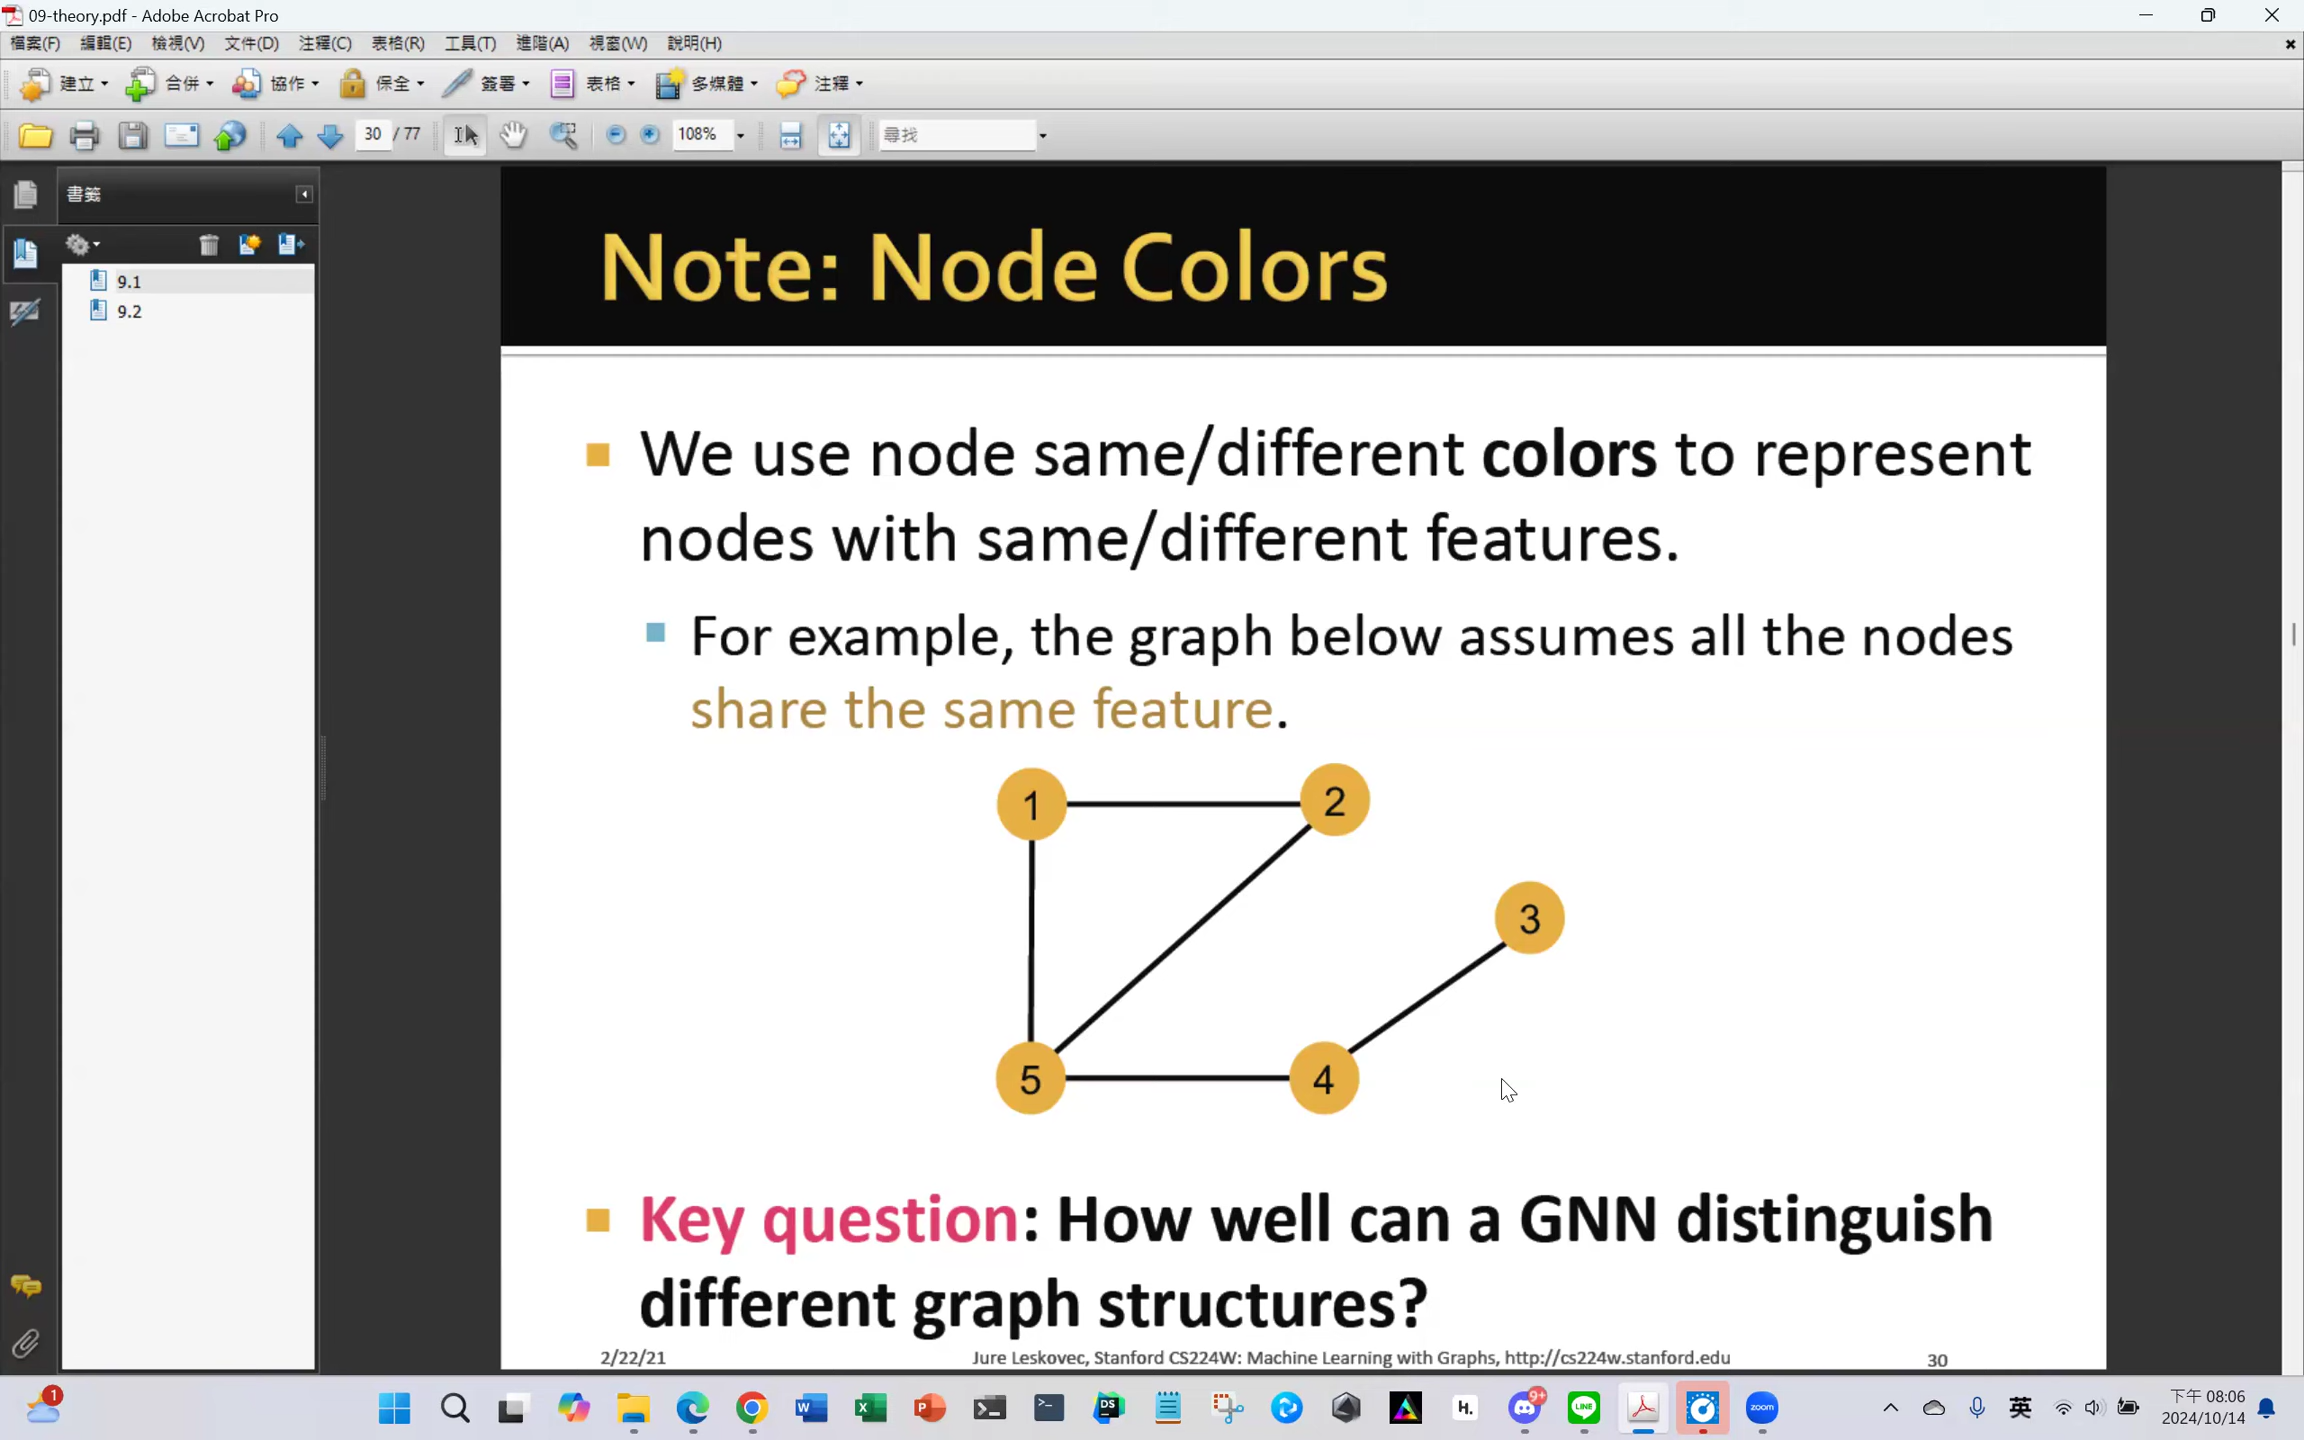 09-theory.pdf - Adobe Acrobat Pro
檔案(F) 編輯(E) 檢視(V) 文件(D) 注釋(C) 表格(R) 工具(T) 進階(A) 視窗(W) 說明(H)
建立 合併 協作 保全 簽署 表格 多媒體 注釋
30 / 77 108% 尋找
書籤
9.1
9.2
Note: Node Colors
We use node same/different colors to represent
nodes with same/different features.
For example, the graph below assumes all the nodes
share the same feature.
1
2
3
5
4
Key question: How well can a GNN distinguish
different graph structures?
2/22/21 Jure Leskovec, Stanford CS224W: Machine Learning with Graphs, http://cs224w.stanford.edu 30
1
DS
h.
9+
LINE
zoom
英
下午 08:06
2024/10/14